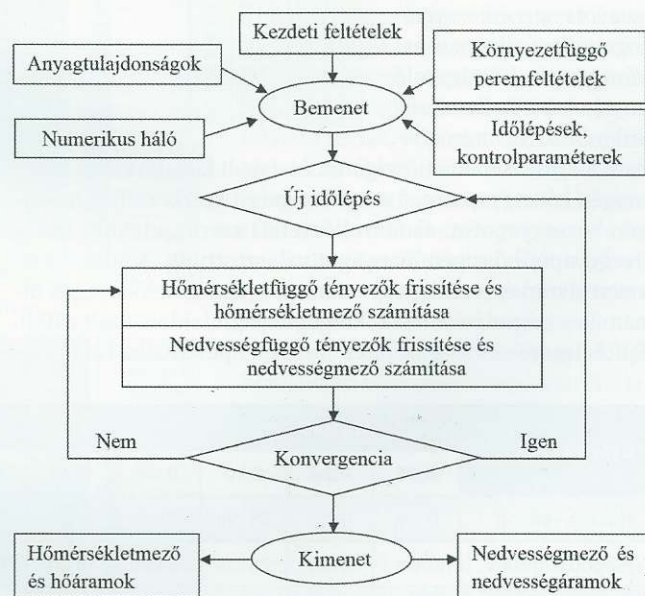 Kezdeti feltételek
Anyagtulajdonságok
Környezetfüggő
peremfeltételek
Bemenet
Numerikus háló
Időlépések,
kontrolparaméterek
Új időlépés
Hőmérsékletfüggő tényezők frissítése és
hőmérsékletmező számítása
Nedvességfüggő tényezők frissítése és
nedvességmező számítása
Nem
Igen
Konvergencia
Hőmérsékletmező
és hőáramok
Kimenet
Nedvességmező és
nedvességáramok